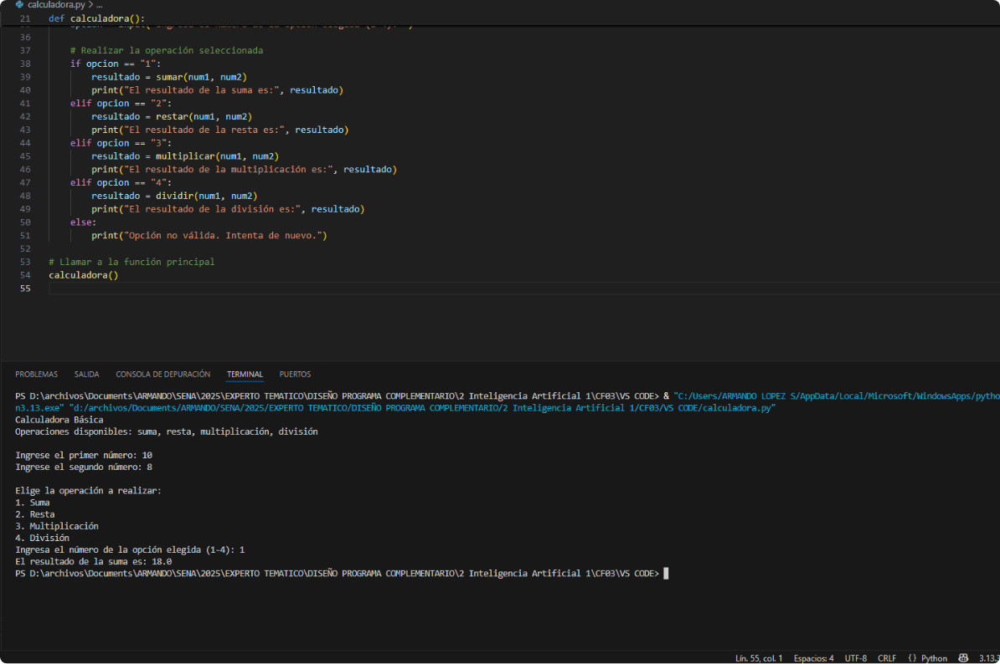 calculadora.py > ...
21 def calculadora():
36
37 # Realizar la operación seleccionada
38 if opcion == "1":
39 resultado = sumar(num1, num2)
40 print("El resultado de la suma es:", resultado)
41 elif opcion == "2":
42 resultado = restar(num1, num2)
43 print("El resultado de la resta es:", resultado)
44 elif opcion == "3":
45 resultado = multiplicar(num1, num2)
46 print("El resultado de la multiplicación es:", resultado)
47 elif opcion == "4":
48 resultado = dividir(num1, num2)
49 print("El resultado de la división es:", resultado)
50 else:
51 print("Opción no válida. Intenta de nuevo.")
52
53 # Llamar a la función principal
54 calculadora()
55
PROBLEMAS SALIDA CONSOLA DE DEPURACIÓN TERMINAL PUERTOS
PS D:\archivos\Documents\ARMANDO\SENA\2025\EXPERTO TEMATICO\DISEÑO PROGRAMA COMPLEMENTARIO\2 Inteligencia Artificial 1\CF03\VS CODE> & "C:/Users/ARMANDO LOPEZ S/AppData/Local/Microsoft/WindowsApps/pytho
n3.13.exe" "d:/archivos/Documents/ARMANDO/SENA/2025/EXPERTO TEMATICO/DISEÑO PROGRAMA COMPLEMENTARIO/2 Inteligencia Artificial 1/CF03/VS CODE/calculadora.py"
Calculadora Básica
Operaciones disponibles: suma, resta, multiplicación, división
Ingrese el primer número: 10
Ingrese el segundo número: 8
Elige la operación a realizar:
1. Suma
2. Resta
3. Multiplicación
4. División
Ingresa el número de la opción elegida (1-4): 1
El resultado de la suma es: 18.0
PS D:\archivos\Documents\ARMANDO\SENA\2025\EXPERTO TEMATICO\DISEÑO PROGRAMA COMPLEMENTARIO\2 Inteligencia Artificial 1\CF03\VS CODE>
Lín. 55, col. 1 Espacios: 4 UTF-8 CRLF {} Python 3.13.